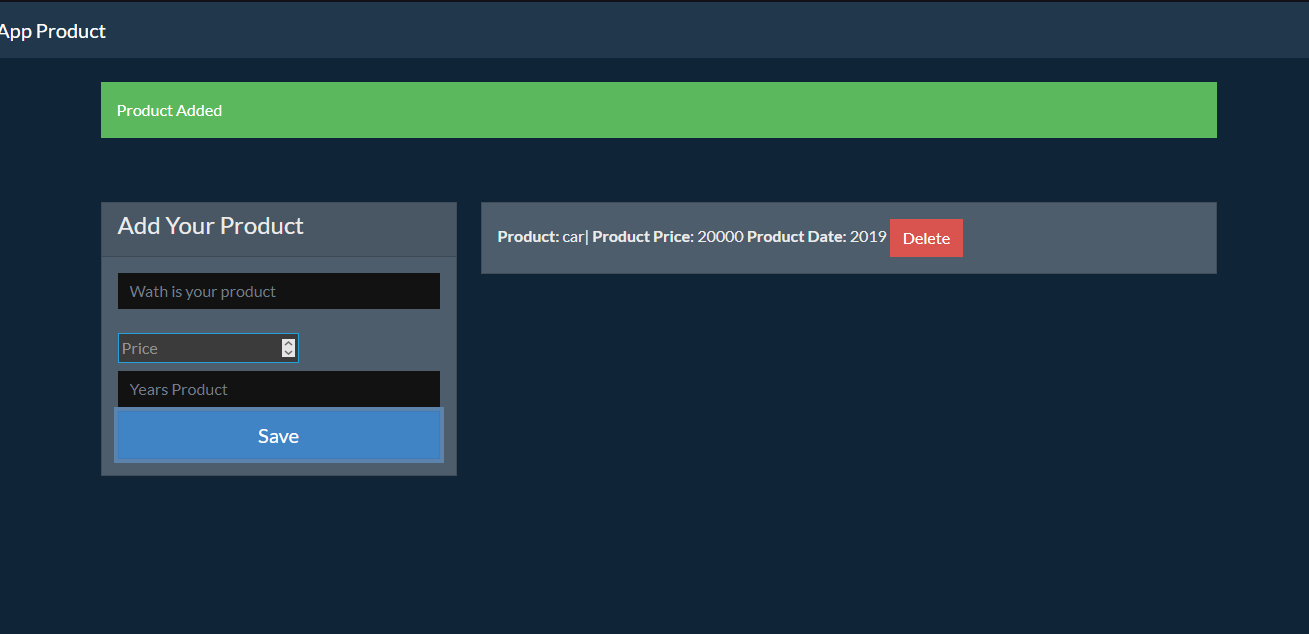 App Product
Product Added
Add Your Product
Wath is your product
Price
Years Product
Save
Product: car| Product Price: 20000 Product Date: 2019 Delete